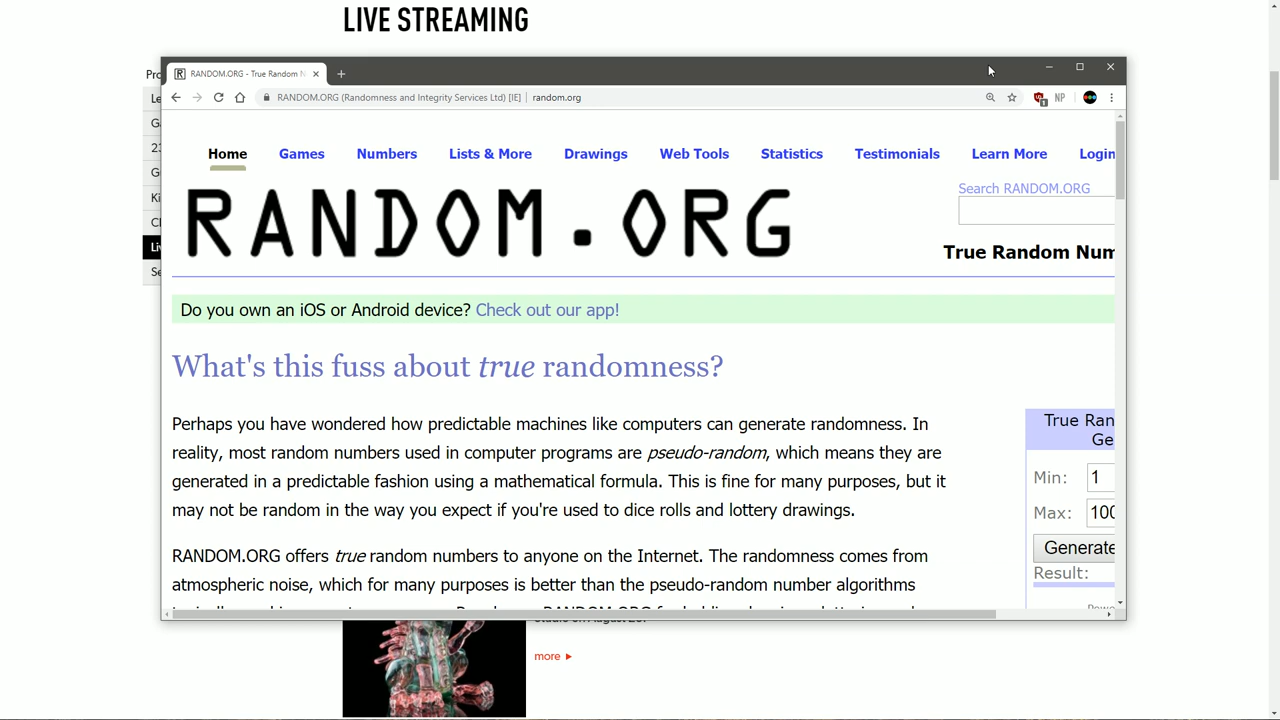 LIVE STREAMING
RANDOM.ORG - True Random N
RANDOM.ORG (Randomness and Integrity Services Ltd) [IE] | random.org
NP
Home Games Numbers Lists & More Drawings Web Tools Statistics Testimonials Learn More Login
RANDOM.ORG
Search RANDOM.ORG
True Random Num
Do you own an iOS or Android device? Check out our app!
What's this fuss about true randomness?
Perhaps you have wondered how predictable machines like computers can generate randomness. In
reality, most random numbers used in computer programs are pseudo-random, which means they are
generated in a predictable fashion using a mathematical formula. This is fine for many purposes, but it
may not be random in the way you expect if you're used to dice rolls and lottery drawings.
RANDOM.ORG offers true random numbers to anyone on the Internet. The randomness comes from
atmospheric noise, which for many purposes is better than the pseudo-random number algorithms
True Ran
Ge
Min: 1
Max: 100
Generate
Result:
Pr
Le
G
23
G
Ki
Cl
Li
Se
more ►